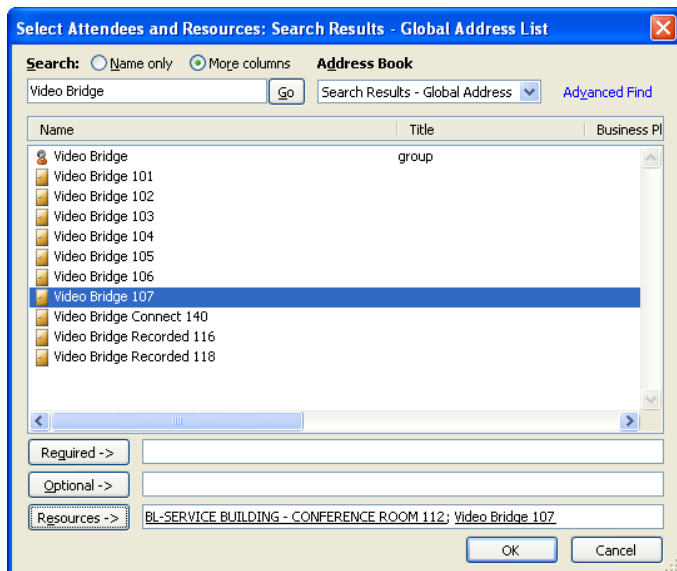 Select Attendees and Resources: Search Results - Global Address List
Search: Name only More columns Address Book
Video Bridge Go Search Results - Global Address Advanced Find
Name Title Business Pl
Video Bridge group
Video Bridge 101
Video Bridge 102
Video Bridge 103
Video Bridge 104
Video Bridge 105
Video Bridge 106
Video Bridge 107
Video Bridge Connect 140
Video Bridge Recorded 116
Video Bridge Recorded 118
Required ->
Optional ->
Resources -> BL-SERVICE BUILDING - CONFERENCE ROOM 112; Video Bridge 107
OK Cancel